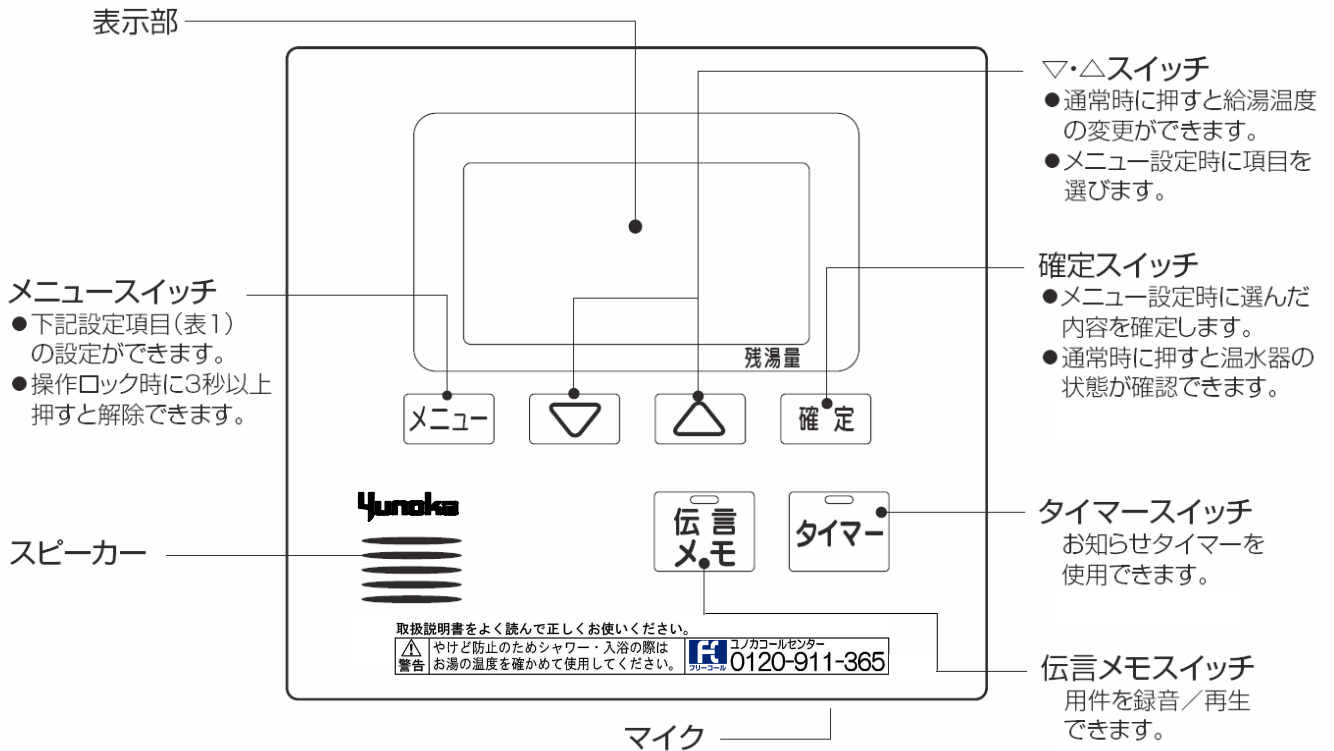 表示部
▽・△スイッチ
●通常時に押すと給湯温度
の変更ができます。
●メニュー設定時に項目を
選びます。
確定スイッチ
●メニュー設定時に選んだ
内容を確定します。
●通常時に押すと温水器の
状態が確認できます。
メニュースイッチ
●下記設定項目(表1)
の設定ができます。
●操作ロック時に3秒以上
押すと解除できます。
残湯量
メニュー
▽
△
確定
Yunoka
伝言
メモ
タイマー
タイマースイッチ
お知らせタイマーを
使用できます。
スピーカー
取扱説明書をよく読んで正しくお使いください。
警告
やけど防止のためシャワー・入浴の際は
お湯の温度を確かめて使用してください。
フリーコール
ユノカコールセンター
0120-911-365
伝言メモスイッチ
用件を録音／再生
できます。
マイク